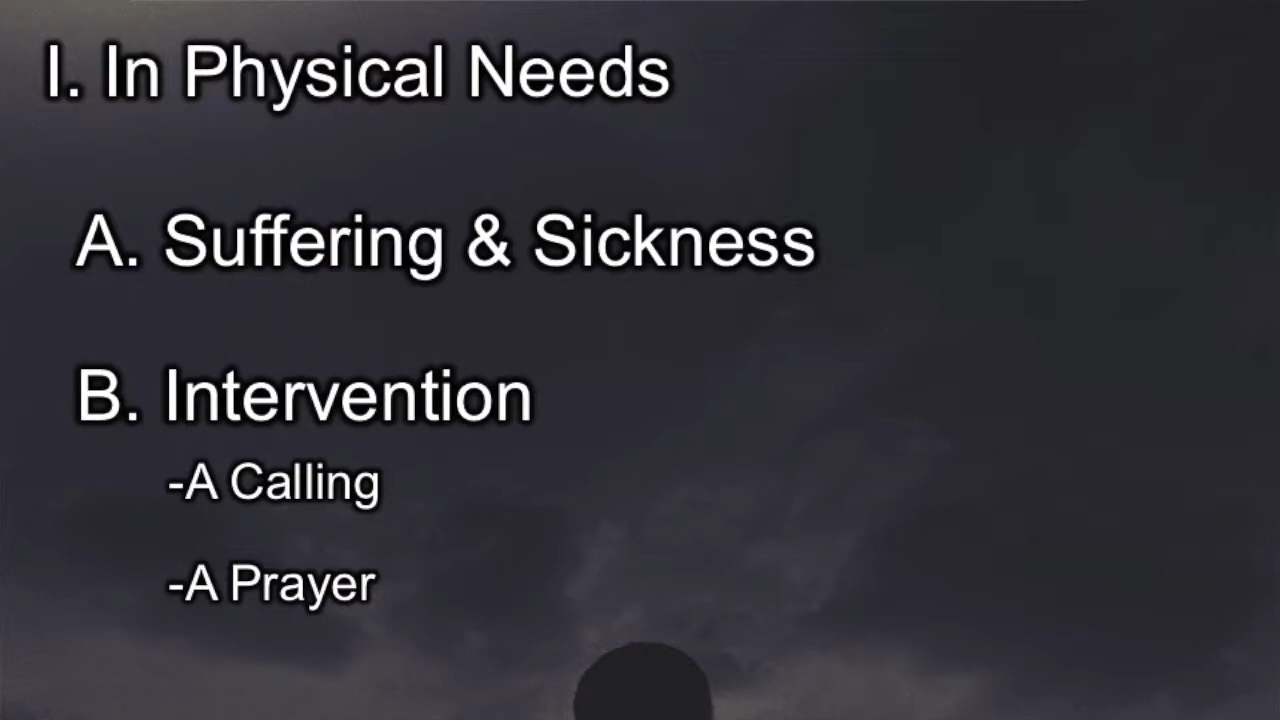 I. In Physical Needs
A. Suffering & Sickness
B. Intervention
-A Calling
-A Prayer